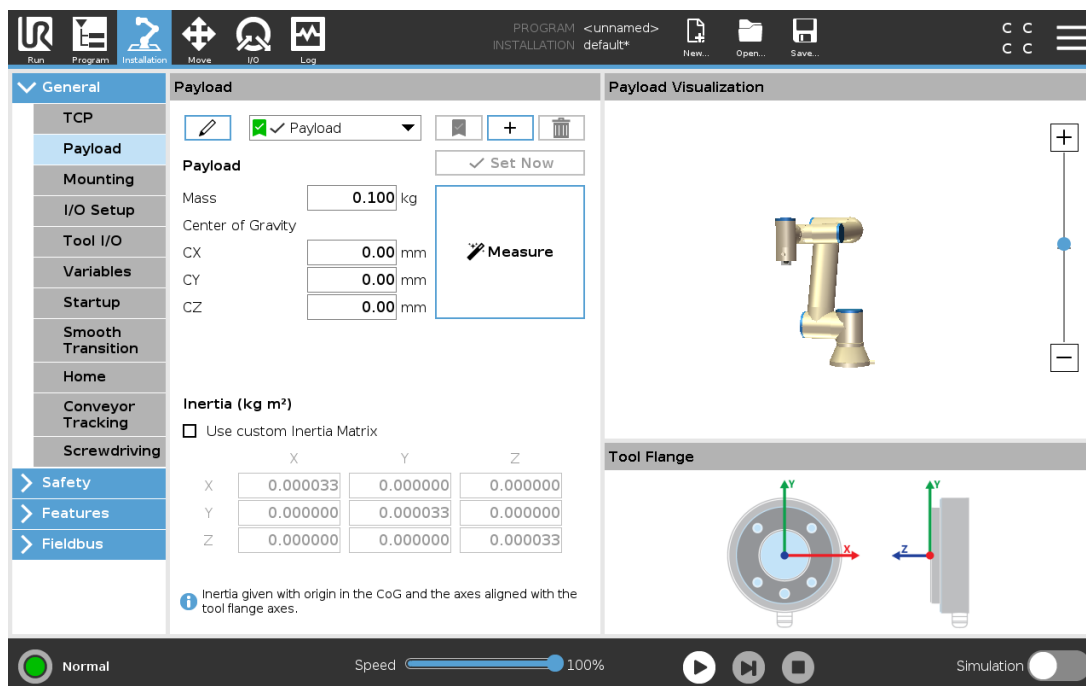 PROGRAM <unnamed>
INSTALLATION default*
UR
Run
Program
Installation
Move
I/O
Log
New...
Open...
Save...
C C
C C
General
TCP
Payload
Mounting
I/O Setup
Tool I/O
Variables
Startup
Smooth
Transition
Home
Conveyor
Tracking
Screwdriving
Safety
Features
Fieldbus
Payload
Payload
Set Now
Payload
Mass 0.100 kg
Center of Gravity
CX 0.00 mm
CY 0.00 mm
CZ 0.00 mm
Measure
Inertia (kg m²)
Use custom Inertia Matrix
X Y Z
X 0.000033 0.000000 0.000000
Y 0.000000 0.000033 0.000000
Z 0.000000 0.000000 0.000033
Inertia given with origin in the CoG and the axes aligned with the
tool flange axes.
Payload Visualization
Tool Flange
Y
X
Y
Z
Normal
Speed 100%
Simulation